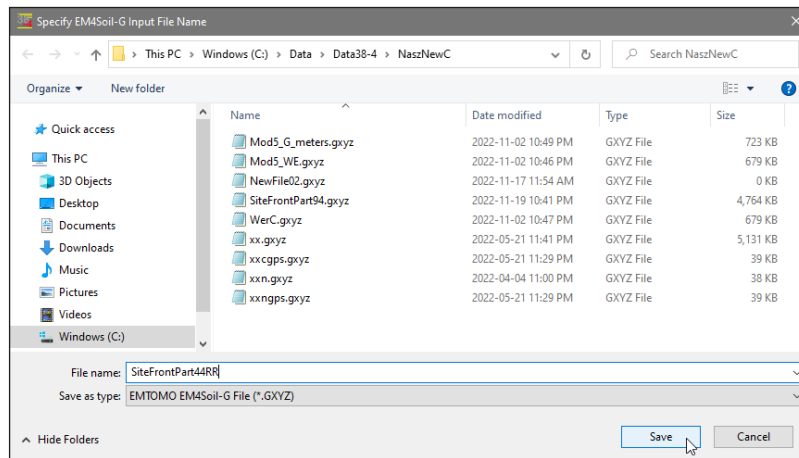 38 Specify EM4Soil-G Input File Name
This PC > Windows (C:) > Data > Data38-4 > NaszNewC
Search NaszNewC
Organize
New folder
?
Name Date modified Type Size
Quick access
This PC
3D Objects
Desktop
Documents
Downloads
Music
Pictures
Videos
Windows (C:)
Mod5_G_meters.gxyz 2022-11-02 10:49 PM GXYZ File 723 KB
Mod5_WE.gxyz 2022-11-02 10:46 PM GXYZ File 679 KB
NewFile02.gxyz 2022-11-17 11:54 AM GXYZ File 0 KB
SiteFrontPart94.gxyz 2022-11-19 10:41 PM GXYZ File 4,764 KB
WerC.gxyz 2022-11-02 10:47 PM GXYZ File 679 KB
xx.gxyz 2022-05-21 11:41 PM GXYZ File 5,131 KB
xxcgps.gxyz 2022-05-21 11:29 PM GXYZ File 39 KB
xxn.gxyz 2022-04-04 11:00 PM GXYZ File 38 KB
xxngps.gxyz 2022-05-21 11:29 PM GXYZ File 39 KB
File name: SiteFrontPart44RR
Save as type: EMTOMO EM4Soil-G File (*.GXYZ)
Hide Folders
Save
Cancel